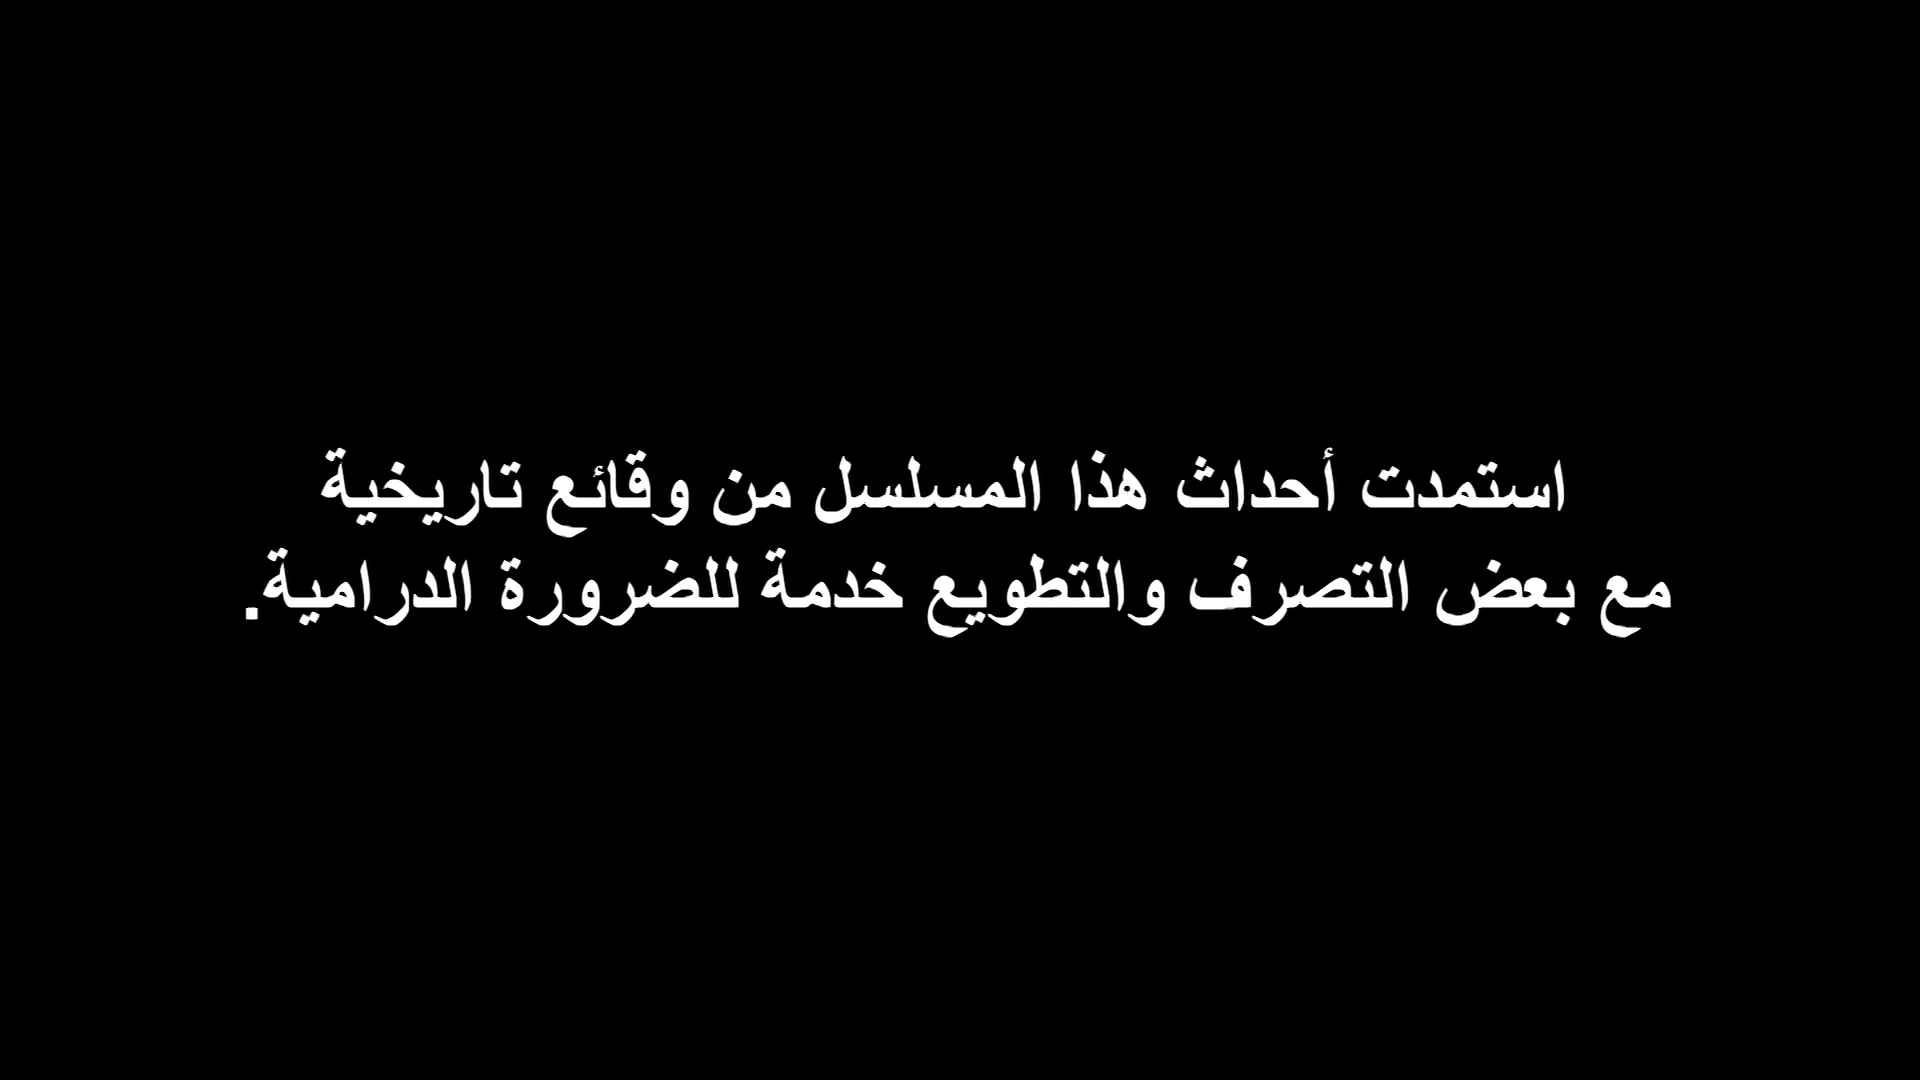 استمدت أحداث هذا المسلسل من وقائع تاريخية
مع بعض التصرف والتطويع خدمة للضرورة الدرامية.